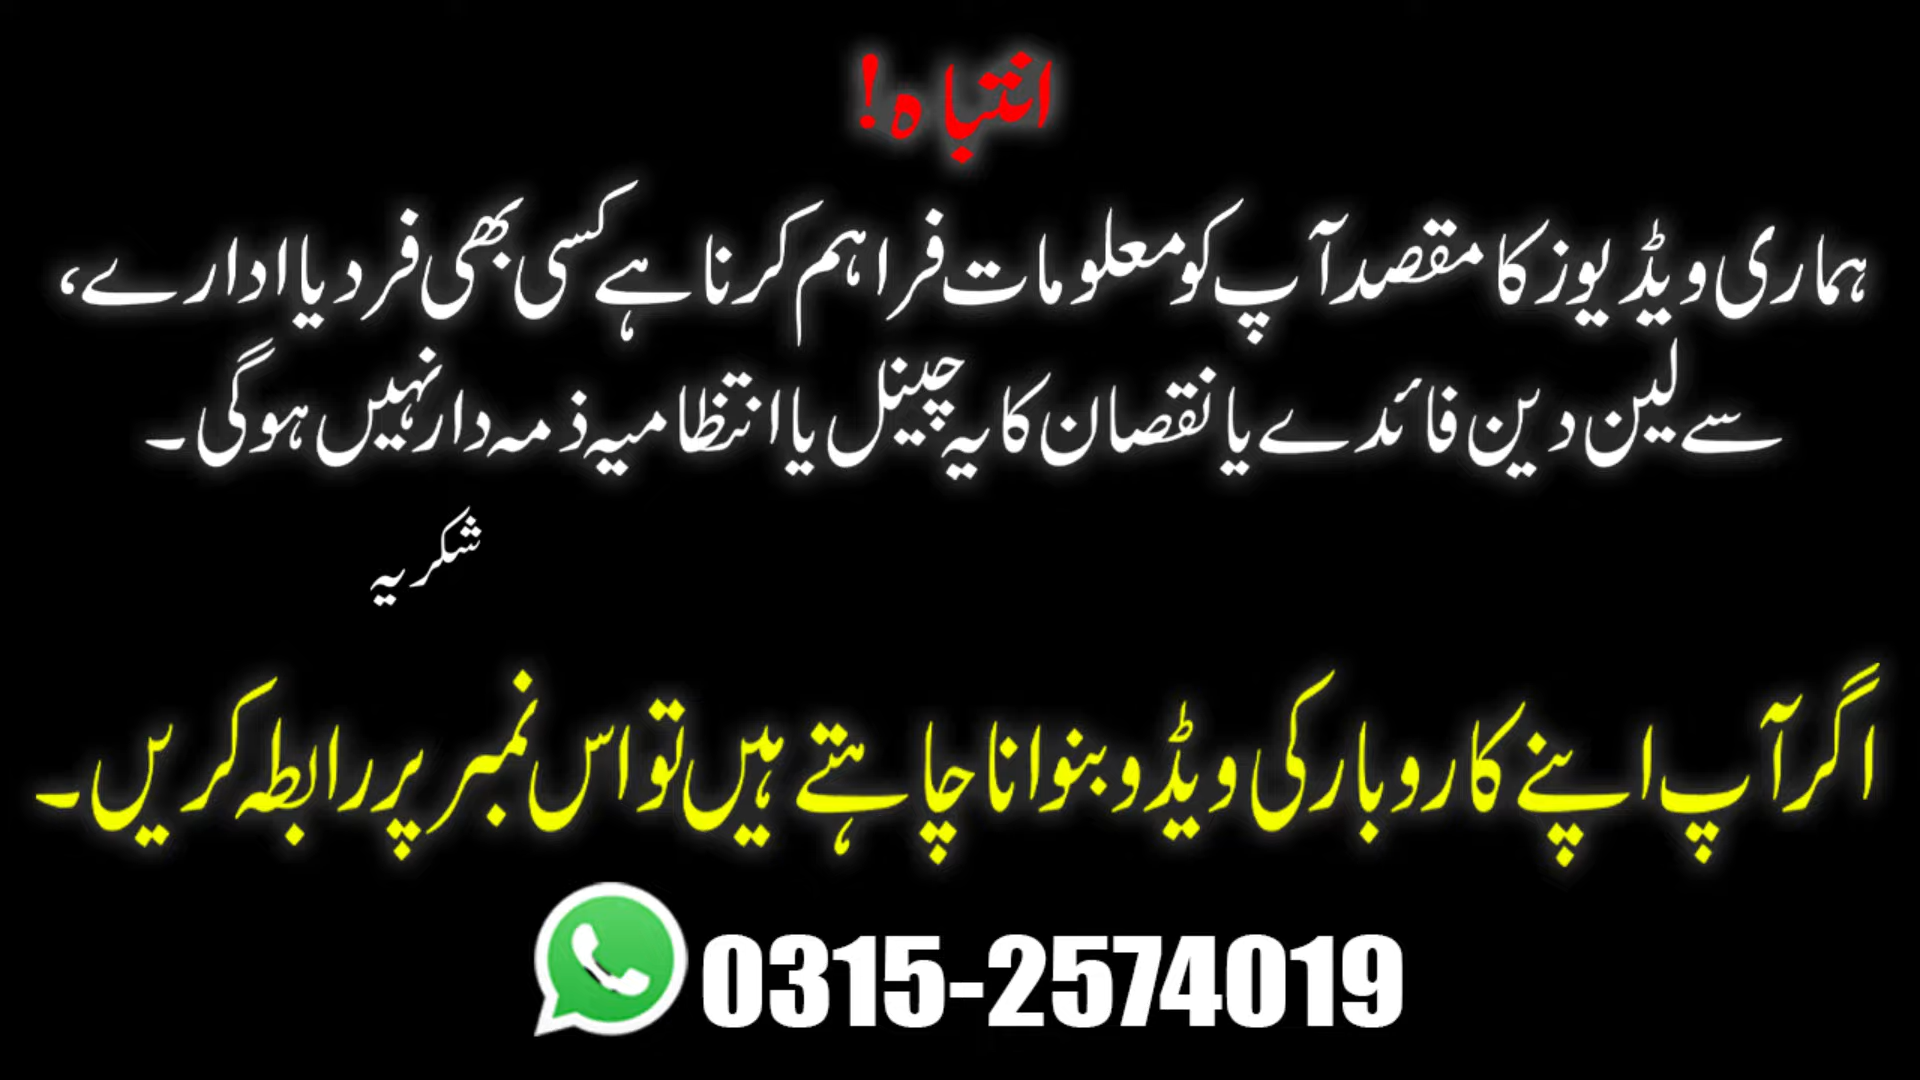 انتباہ!
ہماری ویڈیوز کا مقصد آپ کو معلومات فراہم کرنا ہے کسی بھی فرد یا ادارے،
سے لین دین فائدے یا نقصان کا یہ چینل یا انتظامیہ ذمہ دار نہیں ہوگی۔
شکریہ
اگر آپ اپنے کاروبار کی ویڈو بنوانا چاہتے ہیں تو اس نمبر پر رابطہ کریں۔
0315-2574019